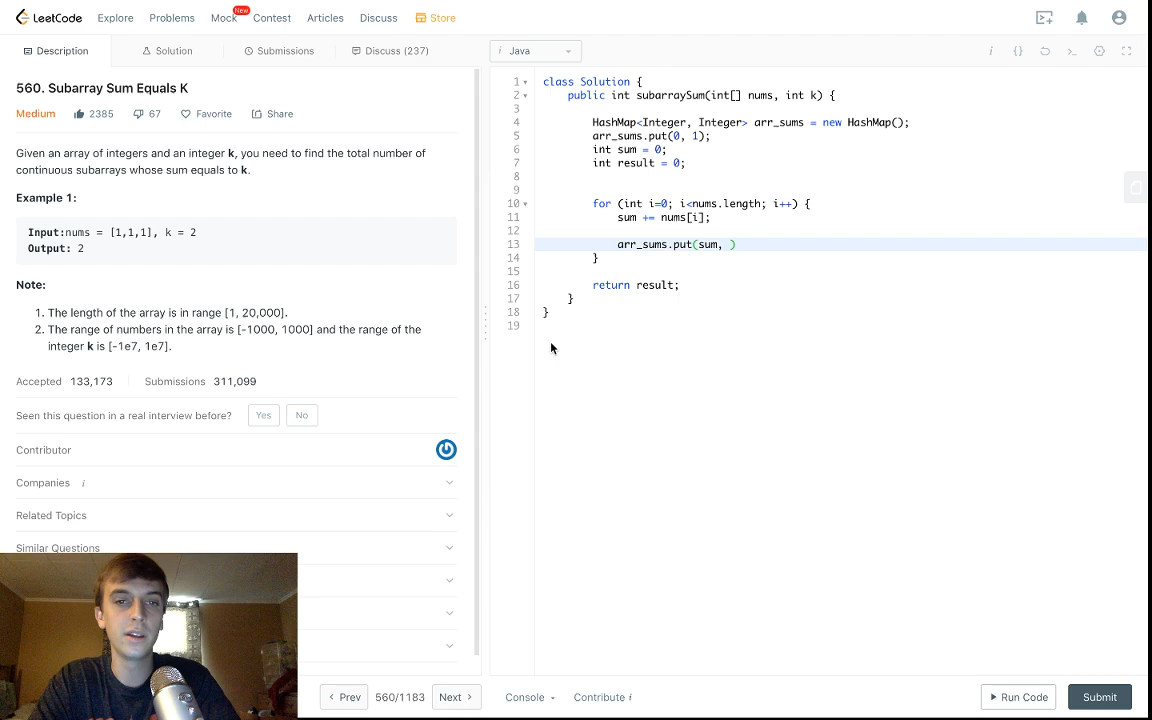 LeetCode Explore Problems Mock New Contest Articles Discuss Store
Description Solution Submissions Discuss (237) i Java
560. Subarray Sum Equals K
Medium 2385 67 Favorite Share
Given an array of integers and an integer k, you need to find the total number of
continuous subarrays whose sum equals to k.
Example 1:
Input:nums = [1,1,1], k = 2
Output: 2
Note:
1. The length of the array is in range [1, 20,000].
2. The range of numbers in the array is [-1000, 1000] and the range of the
integer k is [-1e7, 1e7].
Accepted 133,173 Submissions 311,099
Seen this question in a real interview before? Yes No
Contributor
Companies i
Related Topics
Similar Questions
1 class Solution {
2 public int subarraySum(int[] nums, int k) {
3
4 HashMap<Integer, Integer> arr_sums = new HashMap();
5 arr_sums.put(0, 1);
6 int sum = 0;
7 int result = 0;
8
9
10 for (int i=0; i<nums.length; i++) {
11 sum += nums[i];
12
13 arr_sums.put(sum, )
14 }
15
16 return result;
17 }
18 }
19
Prev 560/1183 Next Console Contribute i Run Code Submit